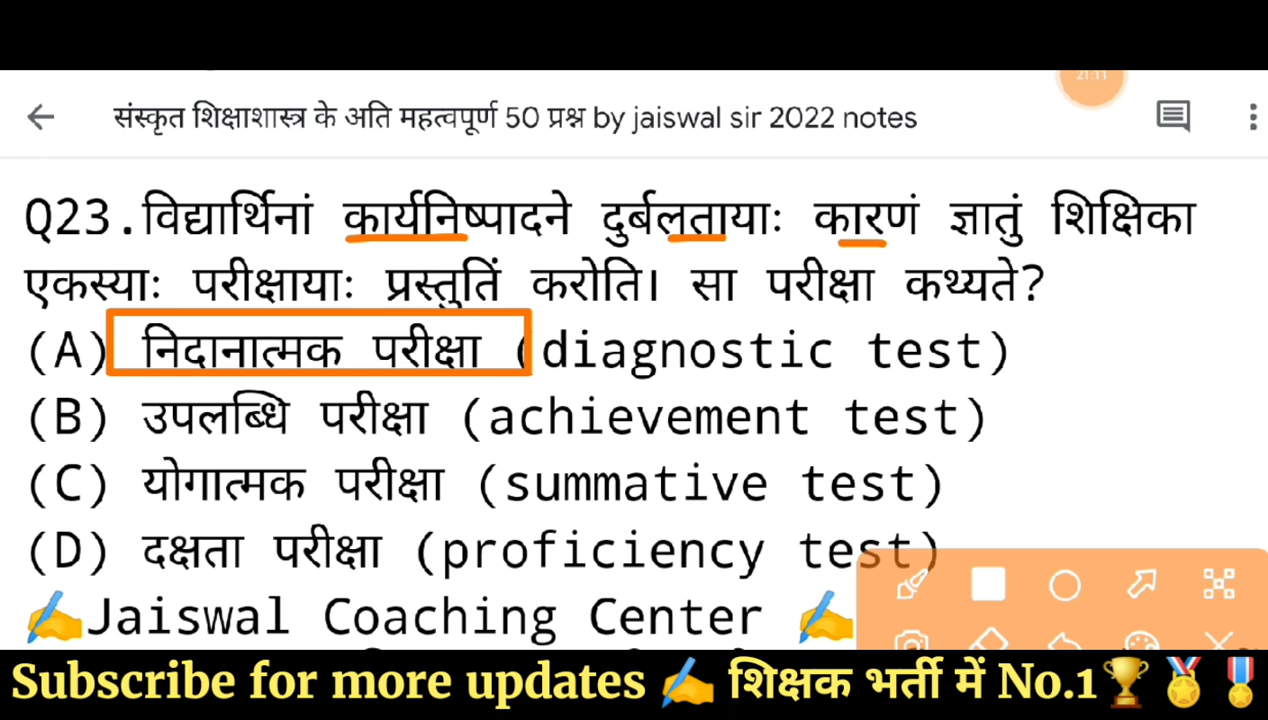 21:11
संस्कृत शिक्षाशास्त्र के अति महत्वपूर्ण 50 प्रश्न by jaiswal sir 2022 notes
Q23.विद्यार्थिनां कार्यनिष्पादने दुर्बलतायाः कारणं ज्ञातुं शिक्षिका
एकस्याः परीक्षायाः प्रस्तुतिं करोति। सा परीक्षा कथ्यते?
(A) निदानात्मक परीक्षा (diagnostic test)
(B) उपलब्धि परीक्षा (achievement test)
(C) योगात्मक परीक्षा (summative test)
(D) दक्षता परीक्षा (proficiency test)
✍Jaiswal Coaching Center ✍
Subscribe for more updates ✍ शिक्षक भर्ती में No.1🏆🏅🎖